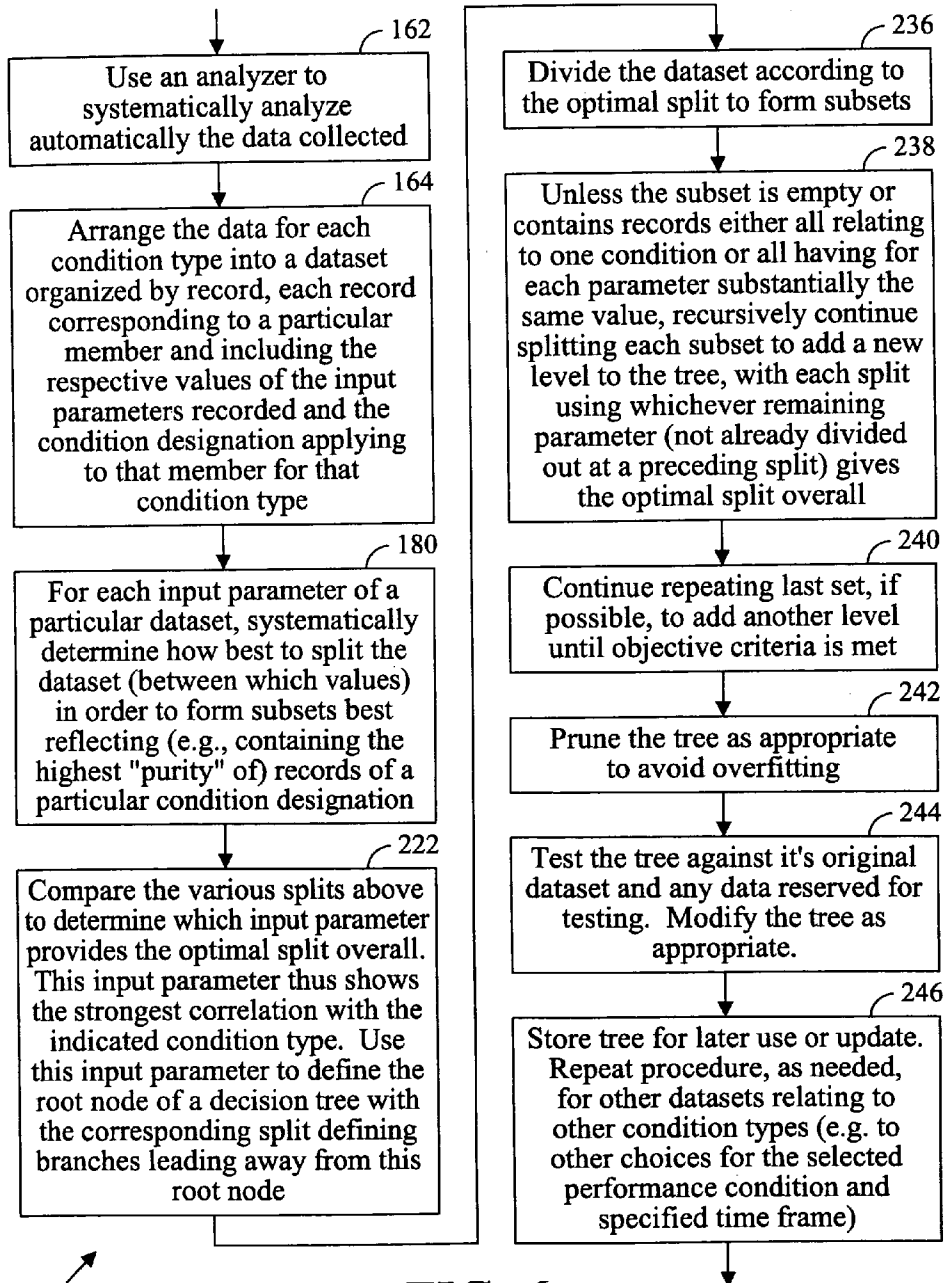 162
Use an analyzer to
systematically analyze
automatically the data collected
164
Arrange the data for each
condition type into a dataset
organized by record, each record
corresponding to a particular
member and including the
respective values of the input
parameters recorded and the
condition designation applying
to that member for that
condition type
180
For each input parameter of a
particular dataset, systematically
determine how best to split the
dataset (between which values)
in order to form subsets best
reflecting (e.g., containing the
highest "purity" of) records of a
particular condition designation
222
Compare the various splits above
to determine which input parameter
provides the optimal split overall.
This input parameter thus shows
the strongest correlation with the
indicated condition type. Use
this input parameter to define the
root node of a decision tree with
the corresponding split defining
branches leading away from this
root node
236
Divide the dataset according to
the optimal split to form subsets
238
Unless the subset is empty or
contains records either all relating
to one condition or all having for
each parameter substantially the
same value, recursively continue
splitting each subset to add a new
level to the tree, with each split
using whichever remaining
parameter (not already divided
out at a preceding split) gives
the optimal split overall
240
Continue repeating last set, if
possible, to add another level
until objective criteria is met
242
Prune the tree as appropriate
to avoid overfitting
244
Test the tree against it's original
dataset and any data reserved for
testing. Modify the tree as
appropriate.
246
Store tree for later use or update.
Repeat procedure, as needed,
for other datasets relating to
other condition types (e.g. to
other choices for the selected
performance condition and
specified time frame)